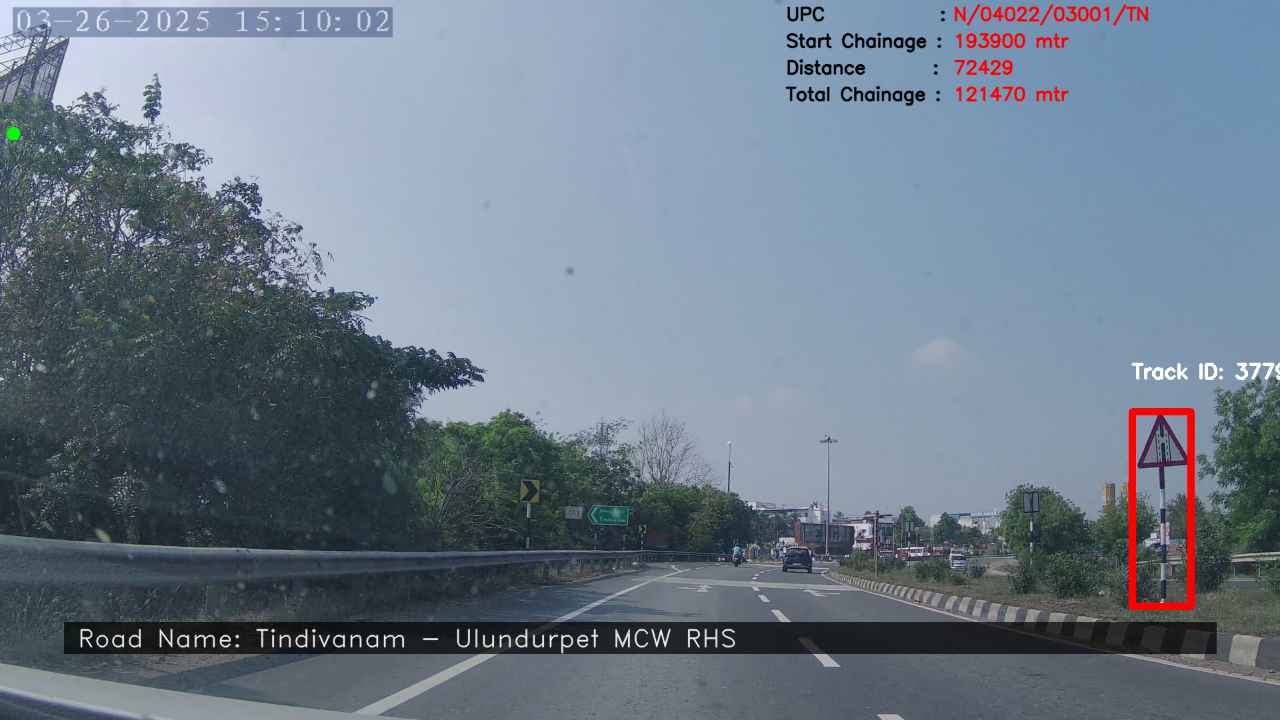 03-26-2025 15:10:02
UPC : N/04022/03001/TN
Start Chainage : 193900 mtr
Distance : 72429
Total Chainage : 121470 mtr
Track ID: 3779
Road Name: Tindivanam - Ulundurpet MCW RHS